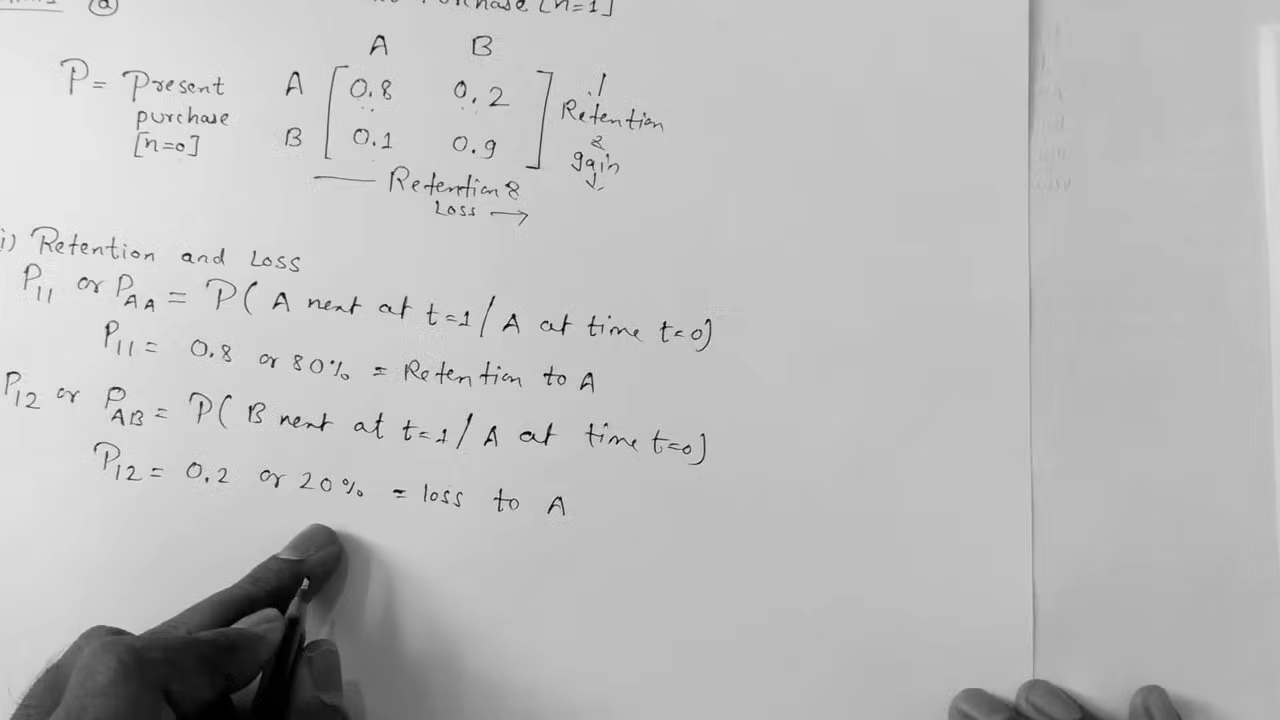 (a) Purchase [n=1]
A B
P = Present A [ 0.8 0.2 ] Retention
purchase B [ 0.1 0.9 ] &
[n=0] gain ↓
Retention &
Loss →
i) Retention and Loss
P11 or PAA = P( A next at t=1 / A at time t=0)
P11 = 0.8 or 80% = Retention to A
P12 or PAB = P( B next at t=1 / A at time t=0)
P12 = 0.2 or 20% = loss to A